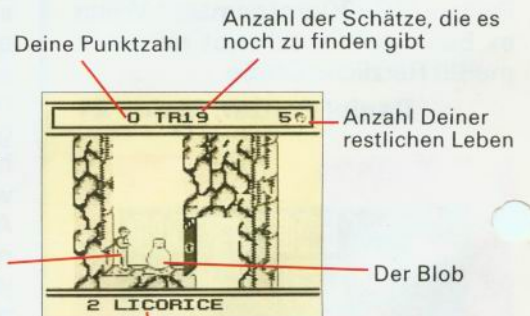 Anzahl der Schätze, die es
noch zu finden gibt
Deine Punktzahl
0 TR19 5
Anzahl Deiner
restlichen Leben
Der Blob
2 LICORICE